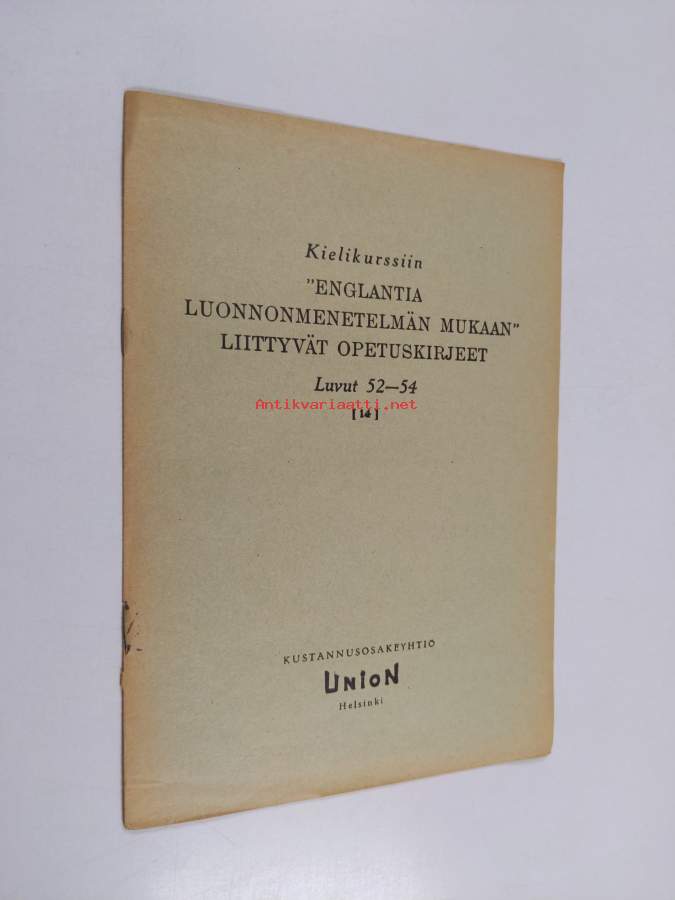 Kielikurssiin
”ENGLANTIA
LUONNONMENETELMÄN MUKAAN”
LIITTYVÄT OPETUSKIRJEET
Luvut 52—54
Antikvariaatti.net
[14]
KUSTANNUSOSAKEYHTIÖ
UNION
Helsinki